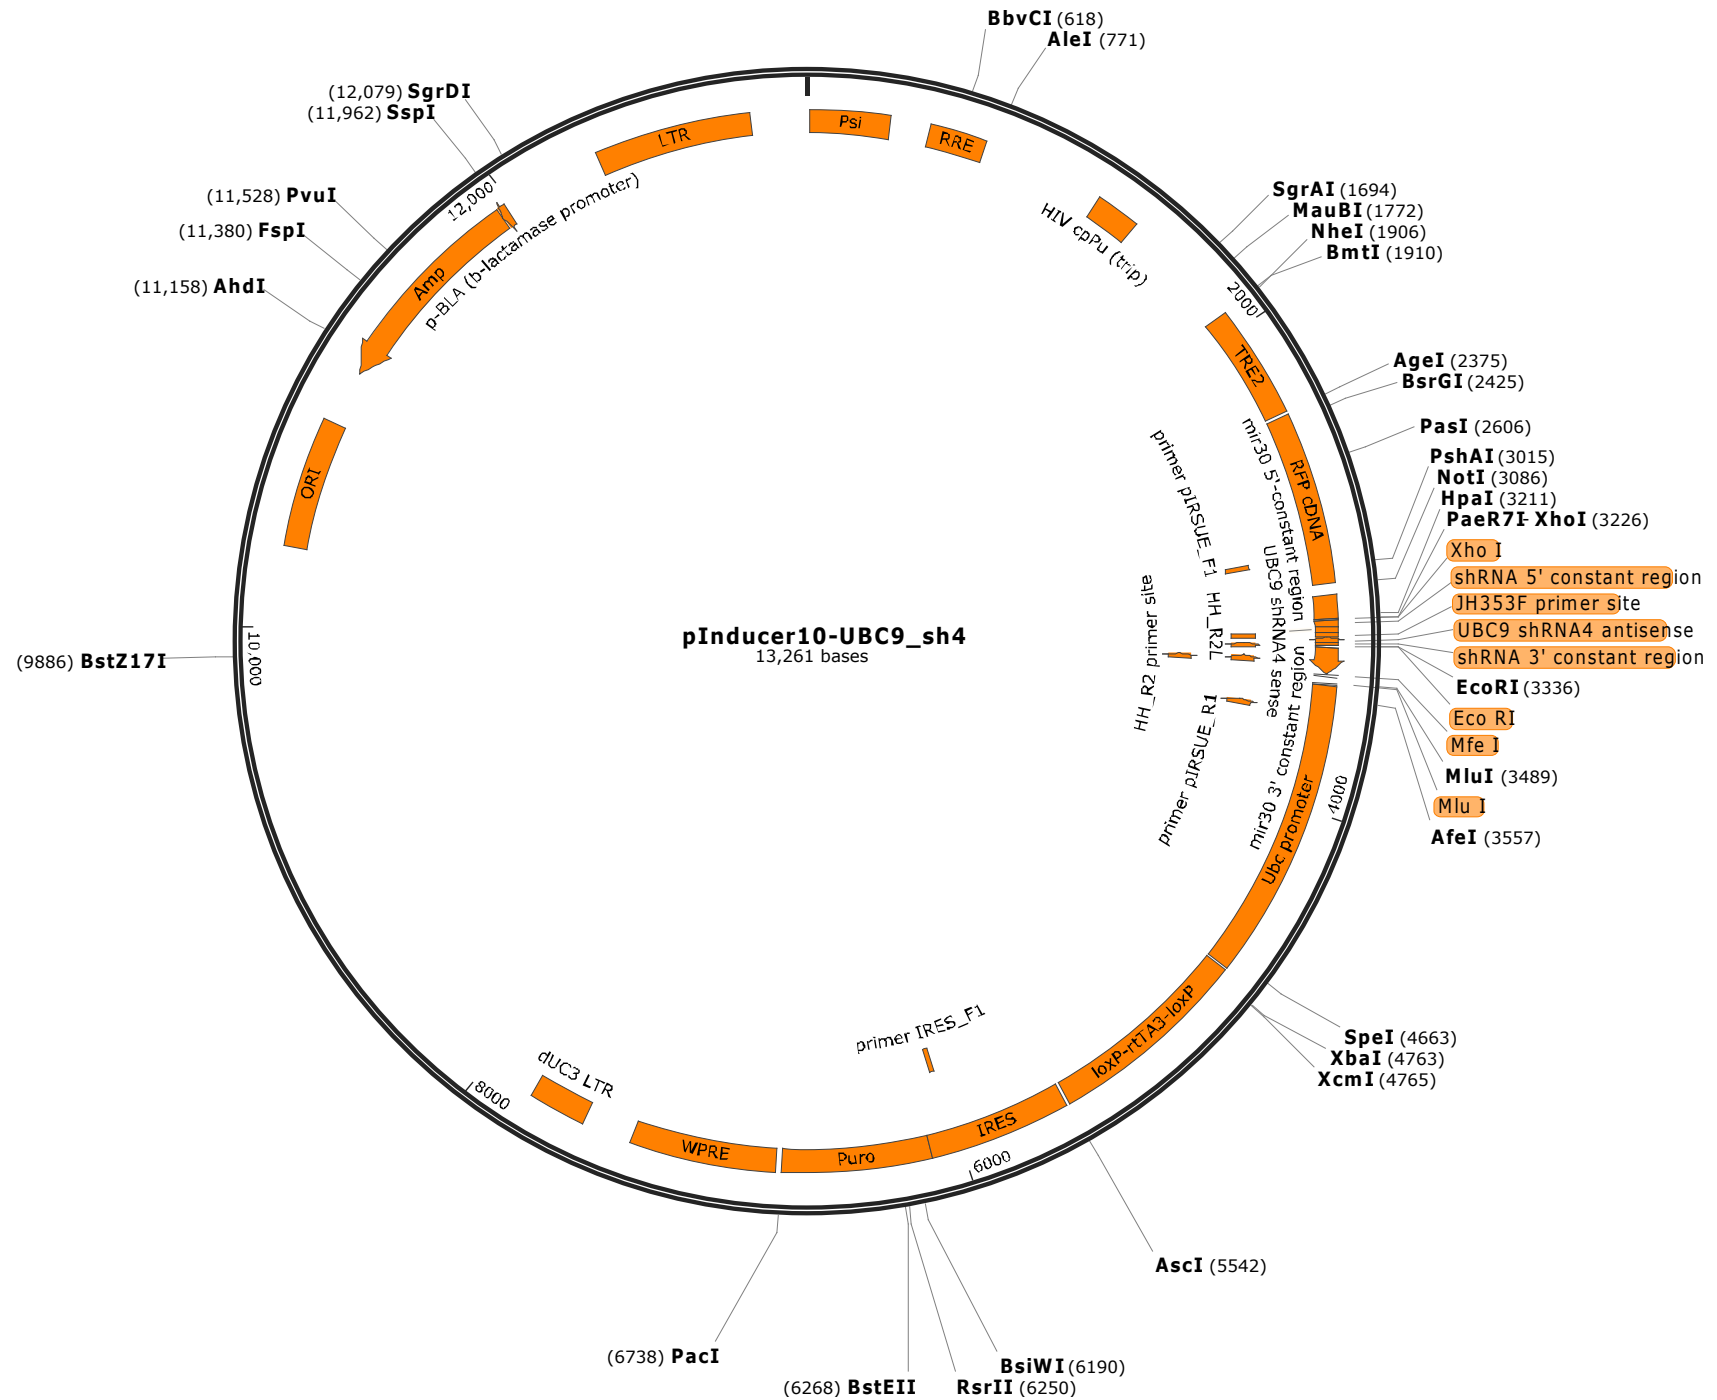 BbvCI (618)
AleI (771)
(12,079) SgrDI
(11,962) SspI
LTR
Psi
RRE
(11,528) PvuI
12,000
SgrAI (1694)
MauBI (1772)
NheI (1906)
BmtI (1910)
(11,380) FspI
HIV cpPu (trip)
(11,158) AhdI
Amp
p-BLA (b-lactamase promoter)
2000
TRE2
AgeI (2375)
BsrGI (2425)
PasI (2606)
PshAI (3015)
NotI (3086)
HpaI (3211)
PaeR7I - XhoI (3226)
ORI
RFP cDNA
mir30 5'-constant region
primer pIRSUE_F1
Xho I
shRNA 5' constant region
JH353F primer site
UBC9 shRNA4 antisense
shRNA 3' constant region
EcoRI (3336)
Eco RI
Mfe I
MluI (3489)
Mlu I
AfeI (3557)
HH_R2L
UBC9 shRNA4 sense
HH_R2 primer site
pInducer10-UBC9_sh4
13,261 bases
10,000
(9886) BstZ17I
primer pIRSUE_R1
mir30 3' constant region
4000
Ubc promoter
loxP-rtTA3-loxP
SpeI (4663)
XbaI (4763)
XcmI (4765)
primer IRES_F1
dUC3 LTR
8000
WPRE
Puro
IRES
6000
AscI (5542)
(6738) PacI
BsiWI (6190)
(6268) BstEII
RsrII (6250)